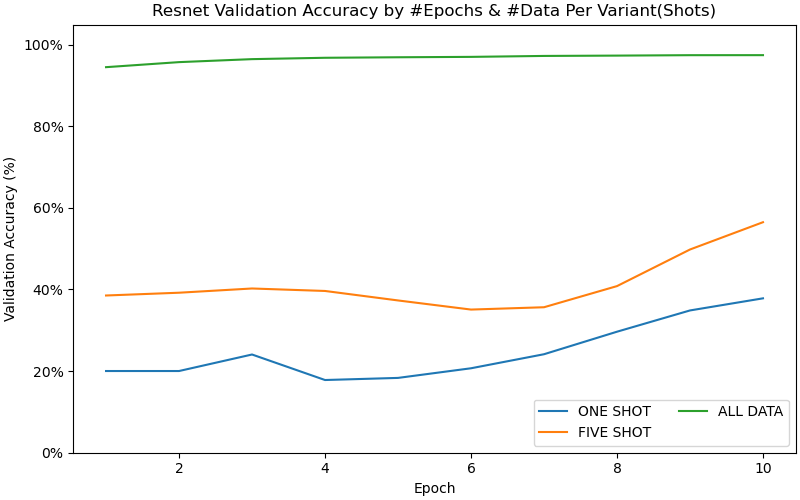 Resnet Validation Accuracy by #Epochs & #Data Per Variant(Shots)
Validation Accuracy (%)
100%
80%
60%
40%
20%
0%
2 4 6 8 10
Epoch
ONE SHOT ALL DATA
FIVE SHOT